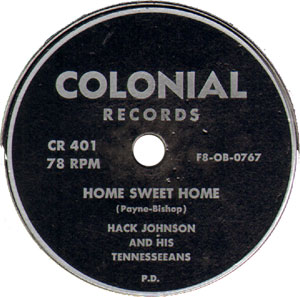 COLONIAL
RECORDS
CR 401
78 RPM
F8-OB-0767
HOME SWEET HOME
(Payne-Bishop)
HACK JOHNSON
AND HIS
TENNESSEEANS
P.D.